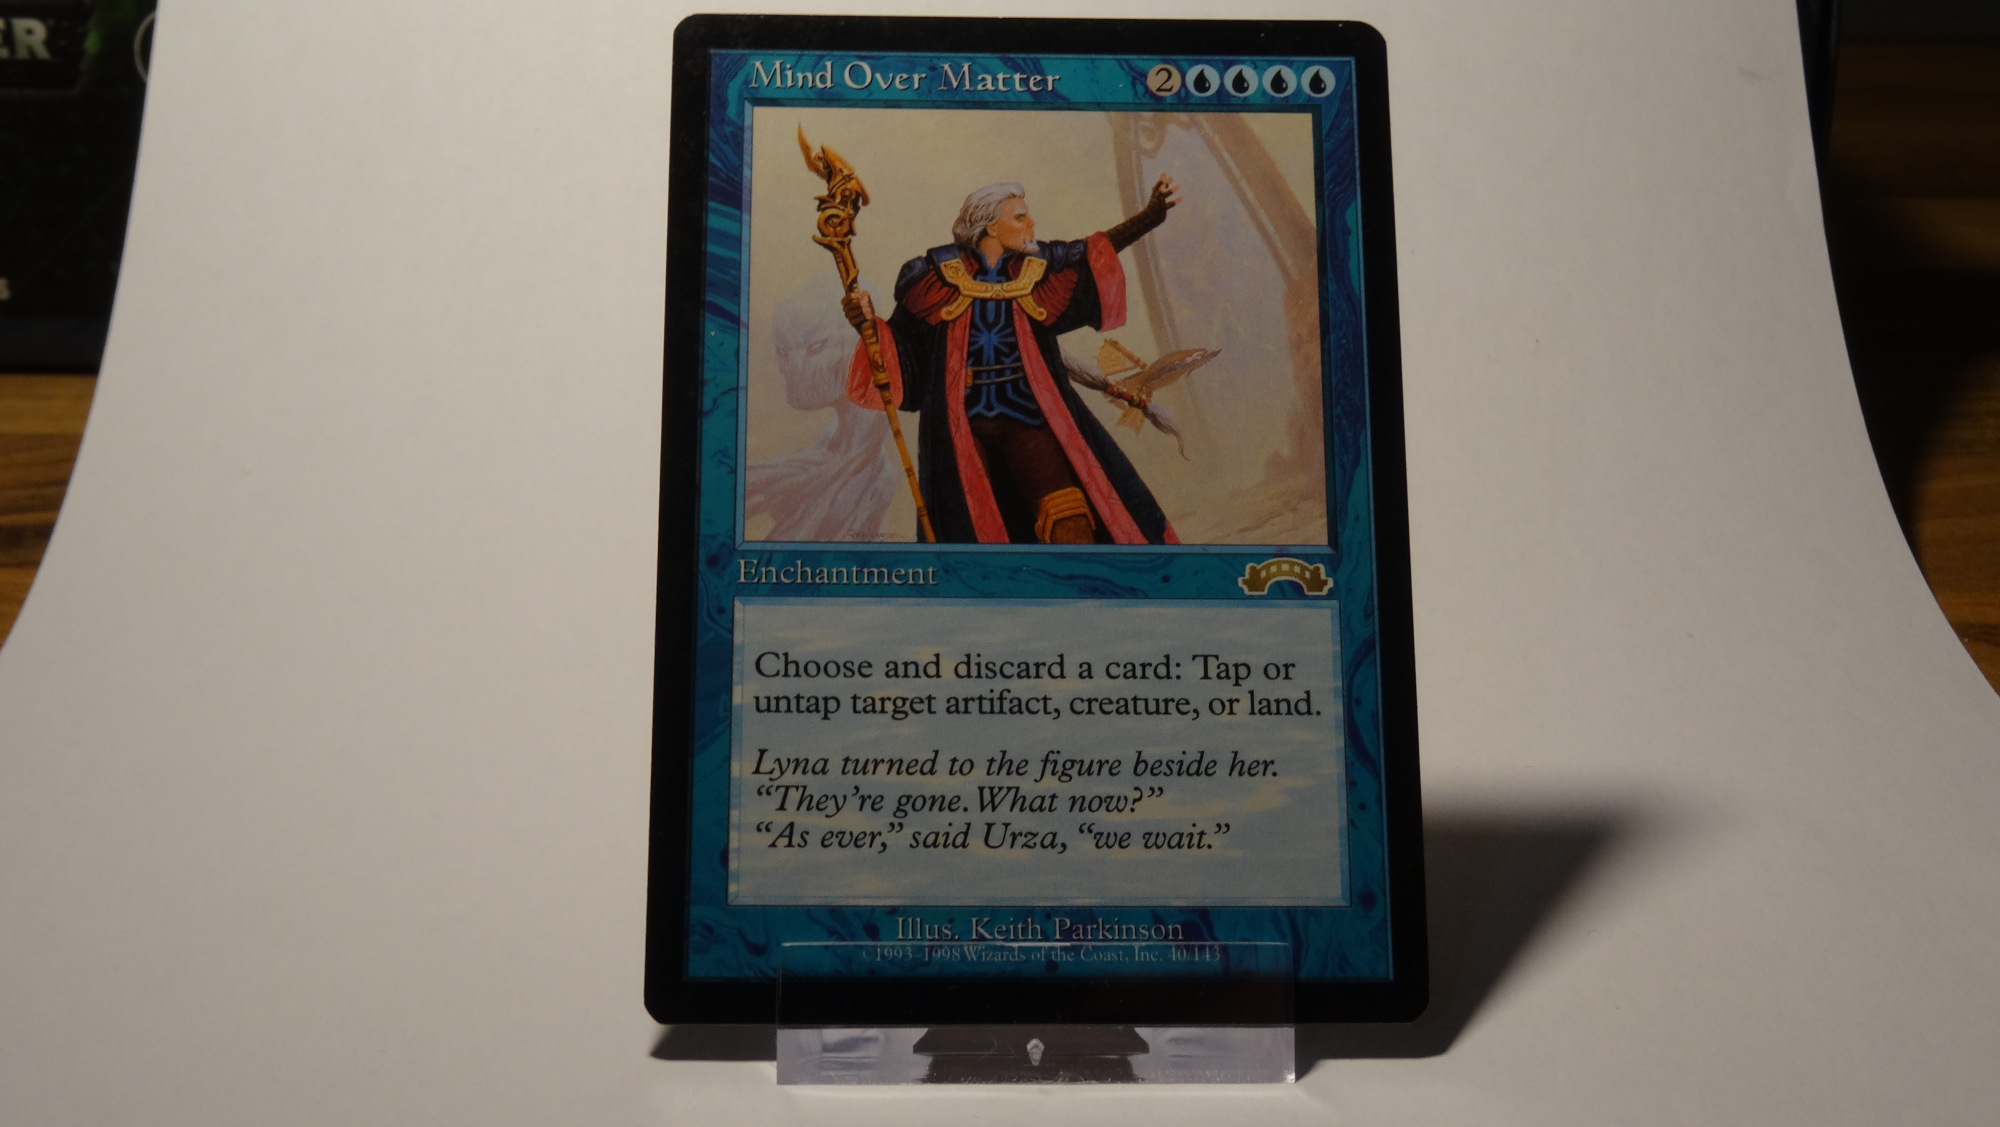 ER
S
Mind Over Matter 2
Enchantment
Choose and discard a card: Tap or
untap target artifact, creature, or land.
Lyna turned to the figure beside her.
“They’re gone. What now?”
“As ever,” said Urza, “we wait.”
Illus. Keith Parkinson
©1993–1998 Wizards of the Coast, Inc. 40/143